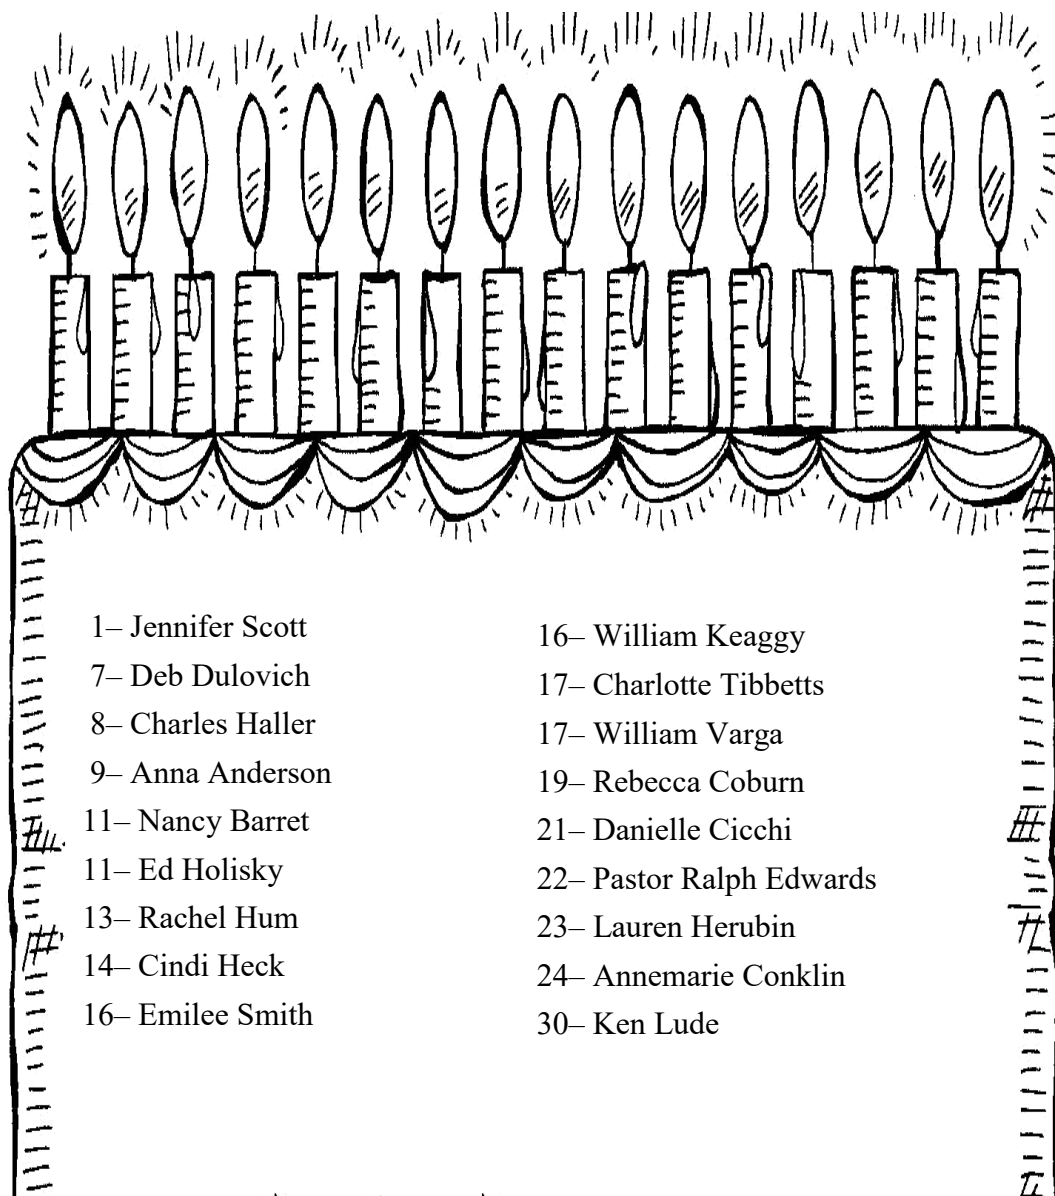 1– Jennifer Scott
7– Deb Dulovich
8– Charles Haller
9– Anna Anderson
11– Nancy Barret
11– Ed Holisky
13– Rachel Hum
14– Cindi Heck
16– Emilee Smith
16– William Keaggy
17– Charlotte Tibbetts
17– William Varga
19– Rebecca Coburn
21– Danielle Cicchi
22– Pastor Ralph Edwards
23– Lauren Herubin
24– Annemarie Conklin
30– Ken Lude